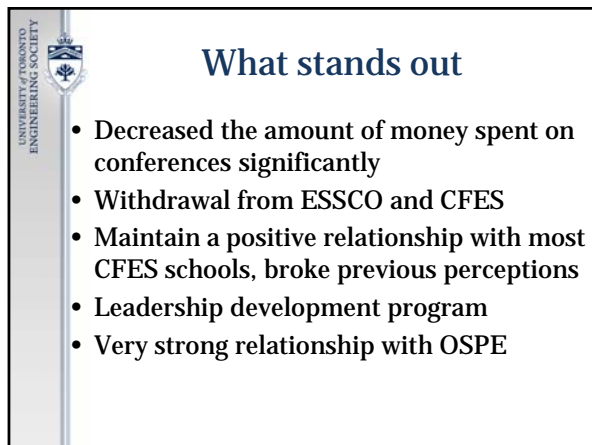 UNIVERSITY of TORONTO
ENGINEERING SOCIETY
What stands out
• Decreased the amount of money spent on
conferences significantly
• Withdrawal from ESSCO and CFES
• Maintain a positive relationship with most
CFES schools, broke previous perceptions
• Leadership development program
• Very strong relationship with OSPE